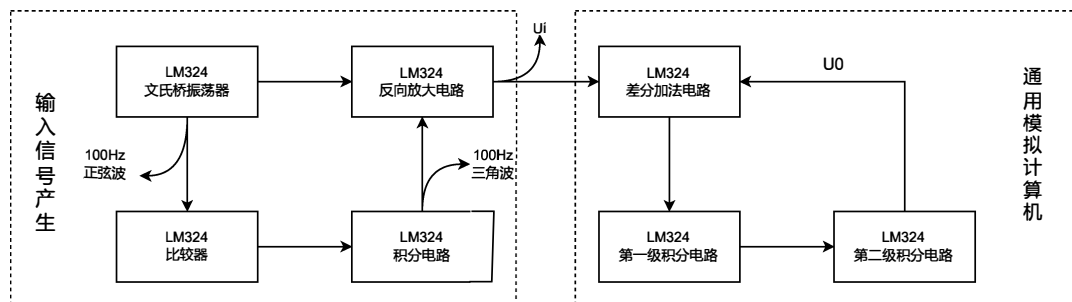 输入信号产生
LM324
文氏桥振荡器
LM324
反向放大电路
Ui
100Hz
正弦波
100Hz
三角波
LM324
比较器
LM324
积分电路
LM324
差分加法电路
U0
LM324
第一级积分电路
LM324
第二级积分电路
通用模拟计算机